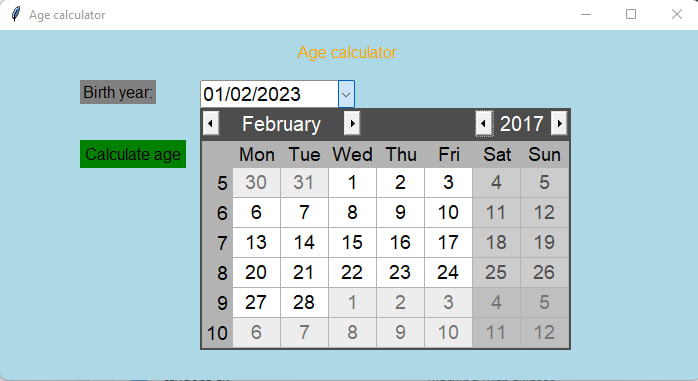 Age calculator
Age calculator
Birth year: 01/02/2023
February 2017
Calculate age
Mon Tue Wed Thu Fri Sat Sun
5 30 31 1 2 3 4 5
6 6 7 8 9 10 11 12
7 13 14 15 16 17 18 19
8 20 21 22 23 24 25 26
9 27 28 1 2 3 4 5
10 6 7 8 9 10 11 12